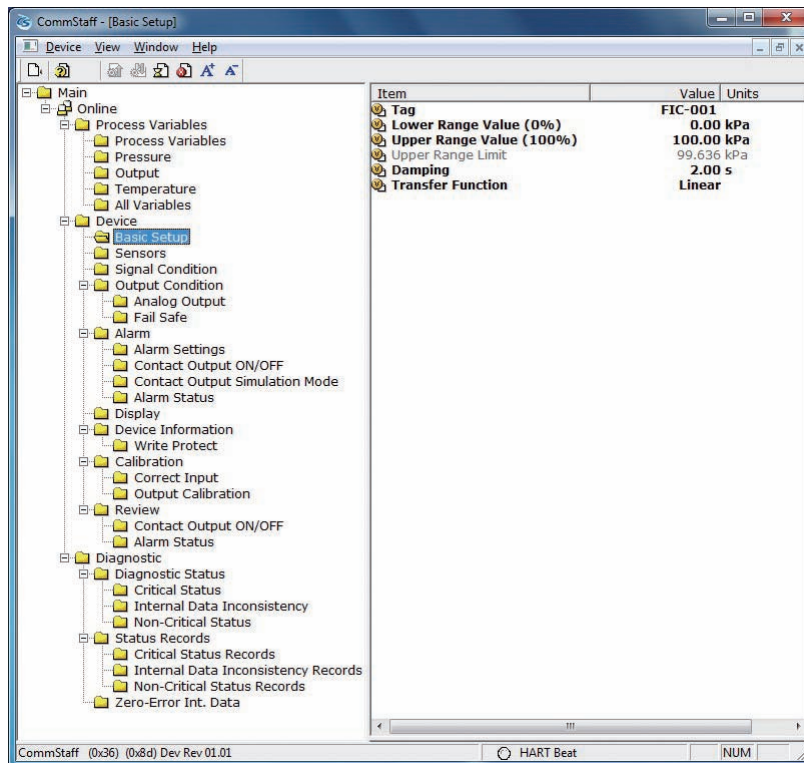 CommStaff - [Basic Setup]
Device View Window Help
Main
Online
Process Variables
Process Variables
Pressure
Output
Temperature
All Variables
Device
Basic Setup
Sensors
Signal Condition
Output Condition
Analog Output
Fail Safe
Alarm
Alarm Settings
Contact Output ON/OFF
Contact Output Simulation Mode
Alarm Status
Display
Device Information
Write Protect
Calibration
Correct Input
Output Calibration
Review
Contact Output ON/OFF
Alarm Status
Diagnostic
Diagnostic Status
Critical Status
Internal Data Inconsistency
Non-Critical Status
Status Records
Critical Status Records
Internal Data Inconsistency Records
Non-Critical Status Records
Zero-Error Int. Data
Item Value Units
Tag FIC-001
Lower Range Value (0%) 0.00 kPa
Upper Range Value (100%) 100.00 kPa
Upper Range Limit 99.636 kPa
Damping 2.00 s
Transfer Function Linear
CommStaff (0x36) (0x8d) Dev Rev 01.01 HART Beat NUM